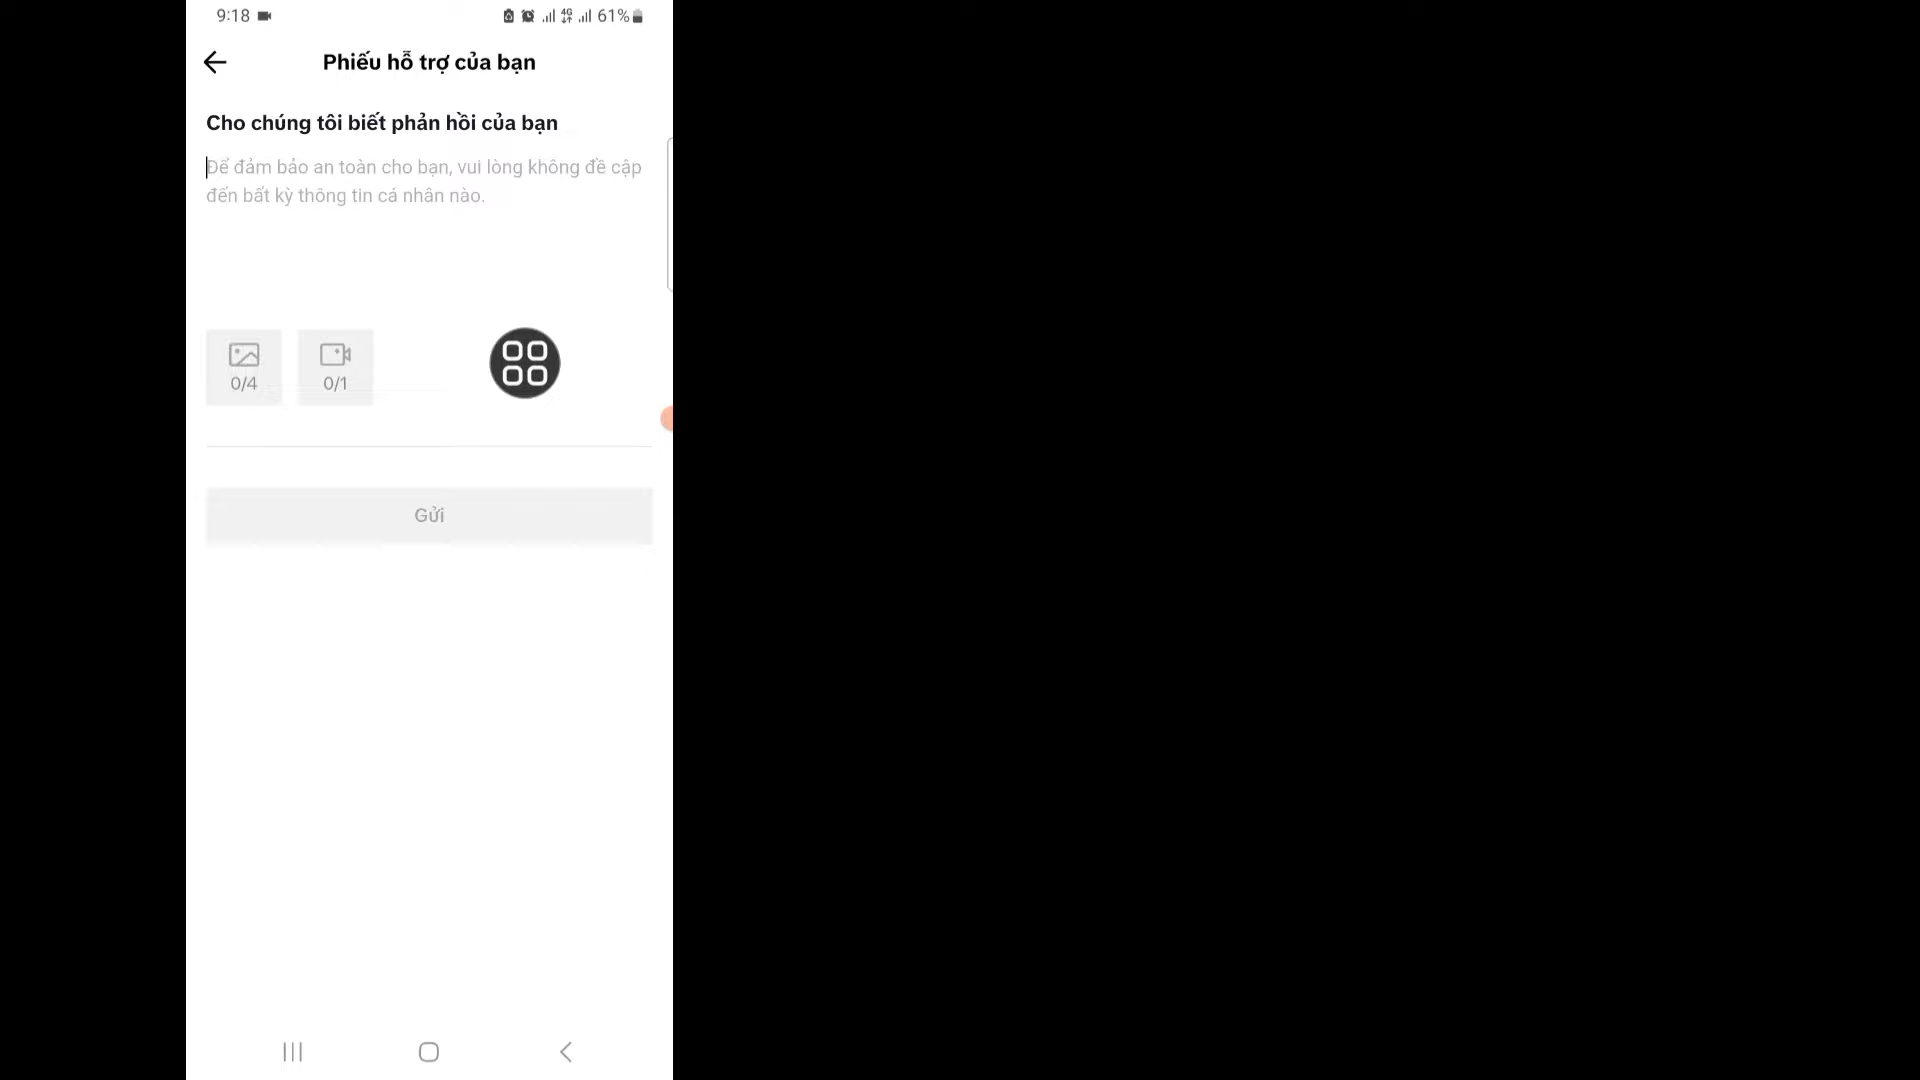 9:18
4G
61%
Phiếu hỗ trợ của bạn
Cho chúng tôi biết phản hồi của bạn
Để đảm bảo an toàn cho bạn, vui lòng không đề cập
đến bất kỳ thông tin cá nhân nào.
0/4
0/1
Gửi